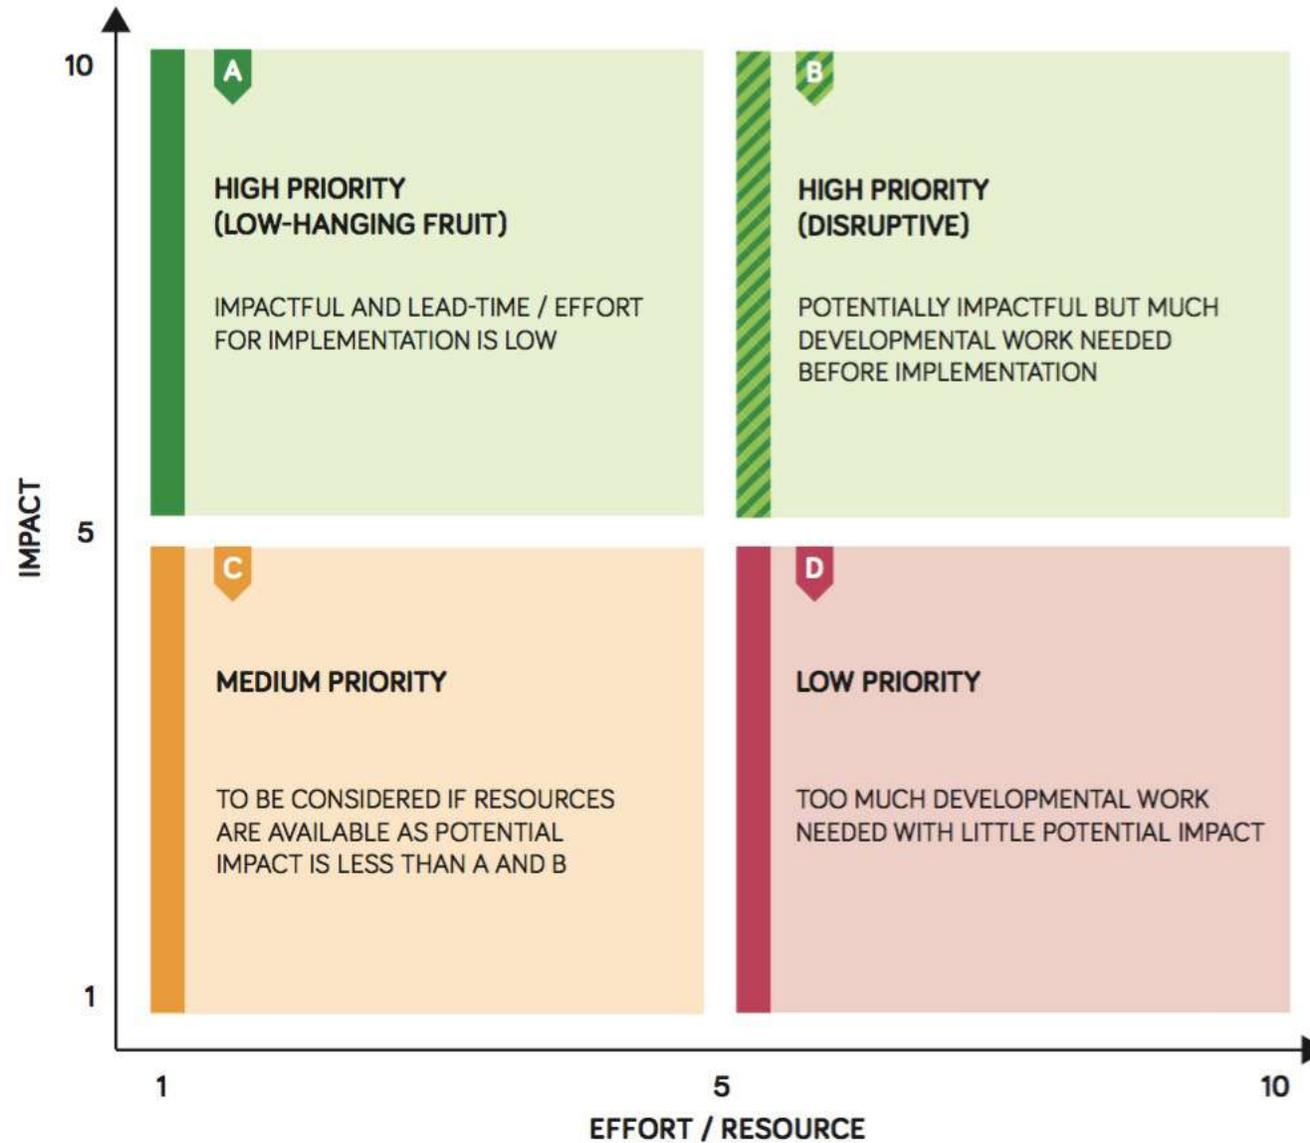 10
A
HIGH PRIORITY
(LOW-HANGING FRUIT)
IMPACTFUL AND LEAD-TIME / EFFORT
FOR IMPLEMENTATION IS LOW
B
HIGH PRIORITY
(DISRUPTIVE)
POTENTIALLY IMPACTFUL BUT MUCH
DEVELOPMENTAL WORK NEEDED
BEFORE IMPLEMENTATION
IMPACT
5
C
MEDIUM PRIORITY
TO BE CONSIDERED IF RESOURCES
ARE AVAILABLE AS POTENTIAL
IMPACT IS LESS THAN A AND B
D
LOW PRIORITY
TOO MUCH DEVELOPMENTAL WORK
NEEDED WITH LITTLE POTENTIAL IMPACT
1
1
5
10
EFFORT / RESOURCE